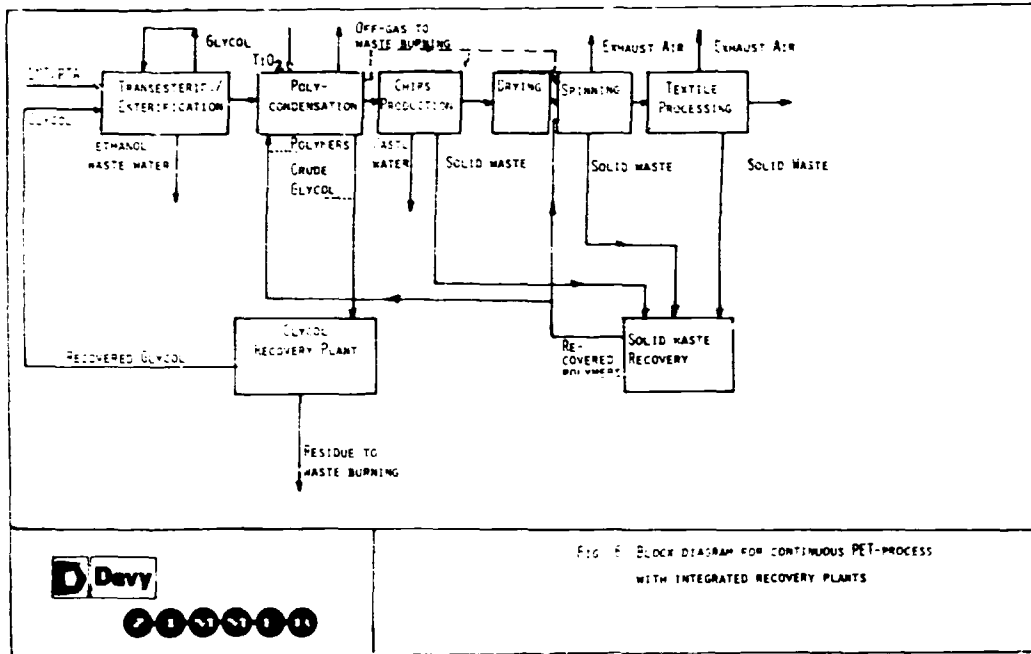 GLYCOL
OFF-GAS TO
WASTE BURNING
EXHAUST AIR
EXHAUST AIR
TIO2
TRANSESTERIF./
ESTERIFICATION
POLY-
CONDENSATION
CHIPS
PRODUCTION
DRYING
SPINNING
TEXTILE
PROCESSING
GLYCOL
ETHANOL
WASTE WATER
POLYMERS
CRUDE
GLYCOL
WATER
SOLID WASTE
SOLID WASTE
SOLID WASTE
GLYCOL
RECOVERY PLANT
RECOVERED GLYCOL
RE-
COVERED
POLYMERS
SOLID WASTE
RECOVERY
RESIDUE TO
WASTE BURNING
Davy
ZIMMER
FIG. 6 BLOCK DIAGRAM FOR CONTINUOUS PET-PROCESS
WITH INTEGRATED RECOVERY PLANTS